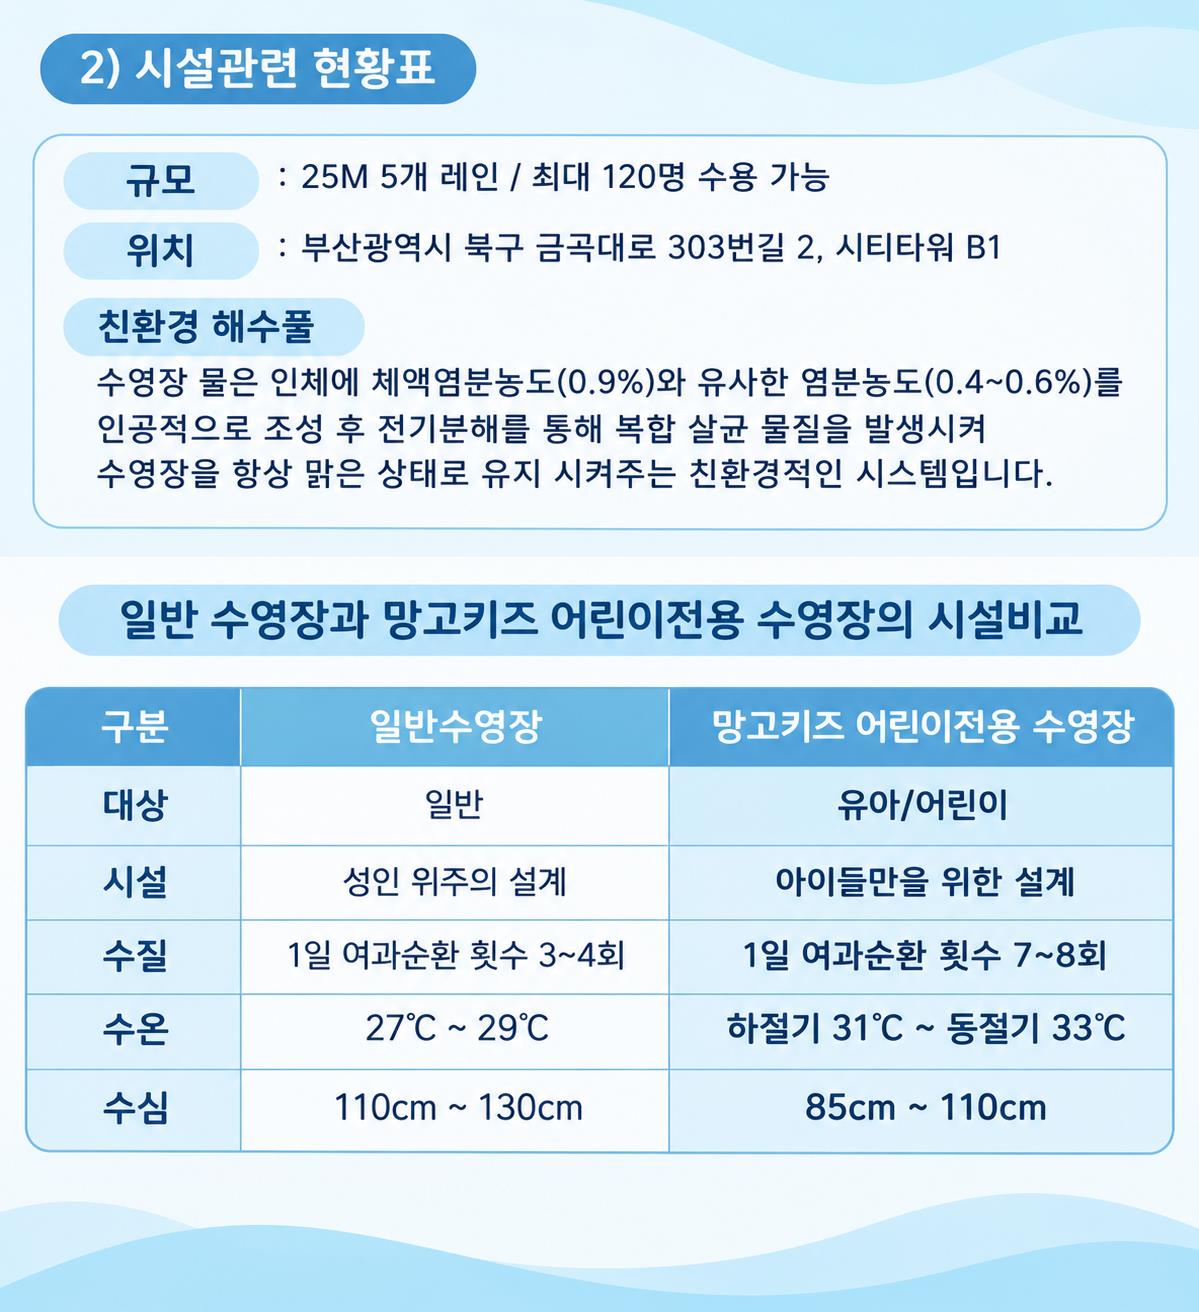 2) 시설관련 현황표
규모 : 25M 5개 레인 / 최대 120명 수용 가능
위치 : 부산광역시 북구 금곡대로 303번길 2, 시티타워 B1
친환경 해수풀
수영장 물은 인체에 체액염분농도(0.9%)와 유사한 염분농도(0.4~0.6%)를
인공적으로 조성 후 전기분해를 통해 복합 살균 물질을 발생시켜
수영장을 항상 맑은 상태로 유지 시켜주는 친환경적인 시스템입니다.
일반 수영장과 망고키즈 어린이전용 수영장의 시설비교
구분 일반수영장 망고키즈 어린이전용 수영장
대상 일반 유아/어린이
시설 성인 위주의 설계 아이들만을 위한 설계
수질 1일 여과순환 횟수 3~4회 1일 여과순환 횟수 7~8회
수온 27℃ ~ 29℃ 하절기 31℃ ~ 동절기 33℃
수심 110cm ~ 130cm 85cm ~ 110cm